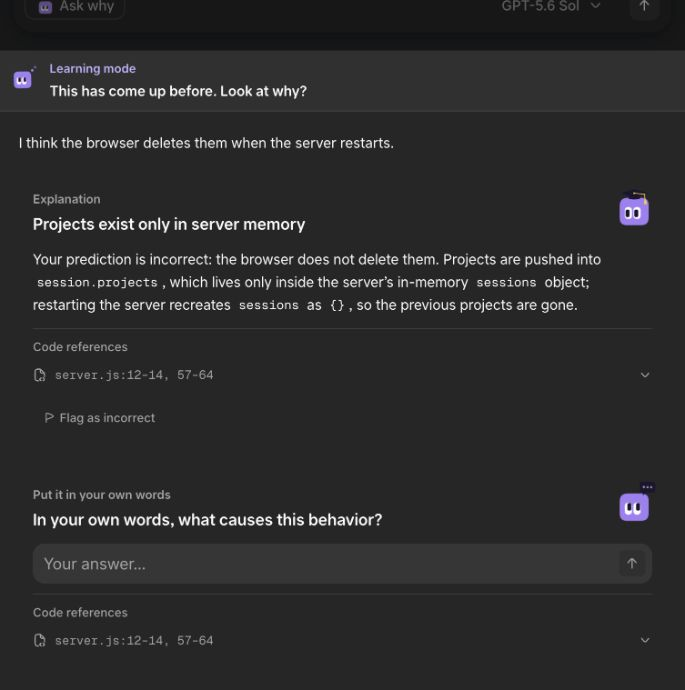 Ask why
GPT-5.6 Sol
Learning mode
This has come up before. Look at why?
I think the browser deletes them when the server restarts.
Explanation
Projects exist only in server memory
Your prediction is incorrect: the browser does not delete them. Projects are pushed into
session.projects, which lives only inside the server’s in-memory sessions object;
restarting the server recreates sessions as {}, so the previous projects are gone.
Code references
server.js:12-14, 57-64
Flag as incorrect
Put it in your own words
In your own words, what causes this behavior?
Your answer...
Code references
server.js:12-14, 57-64